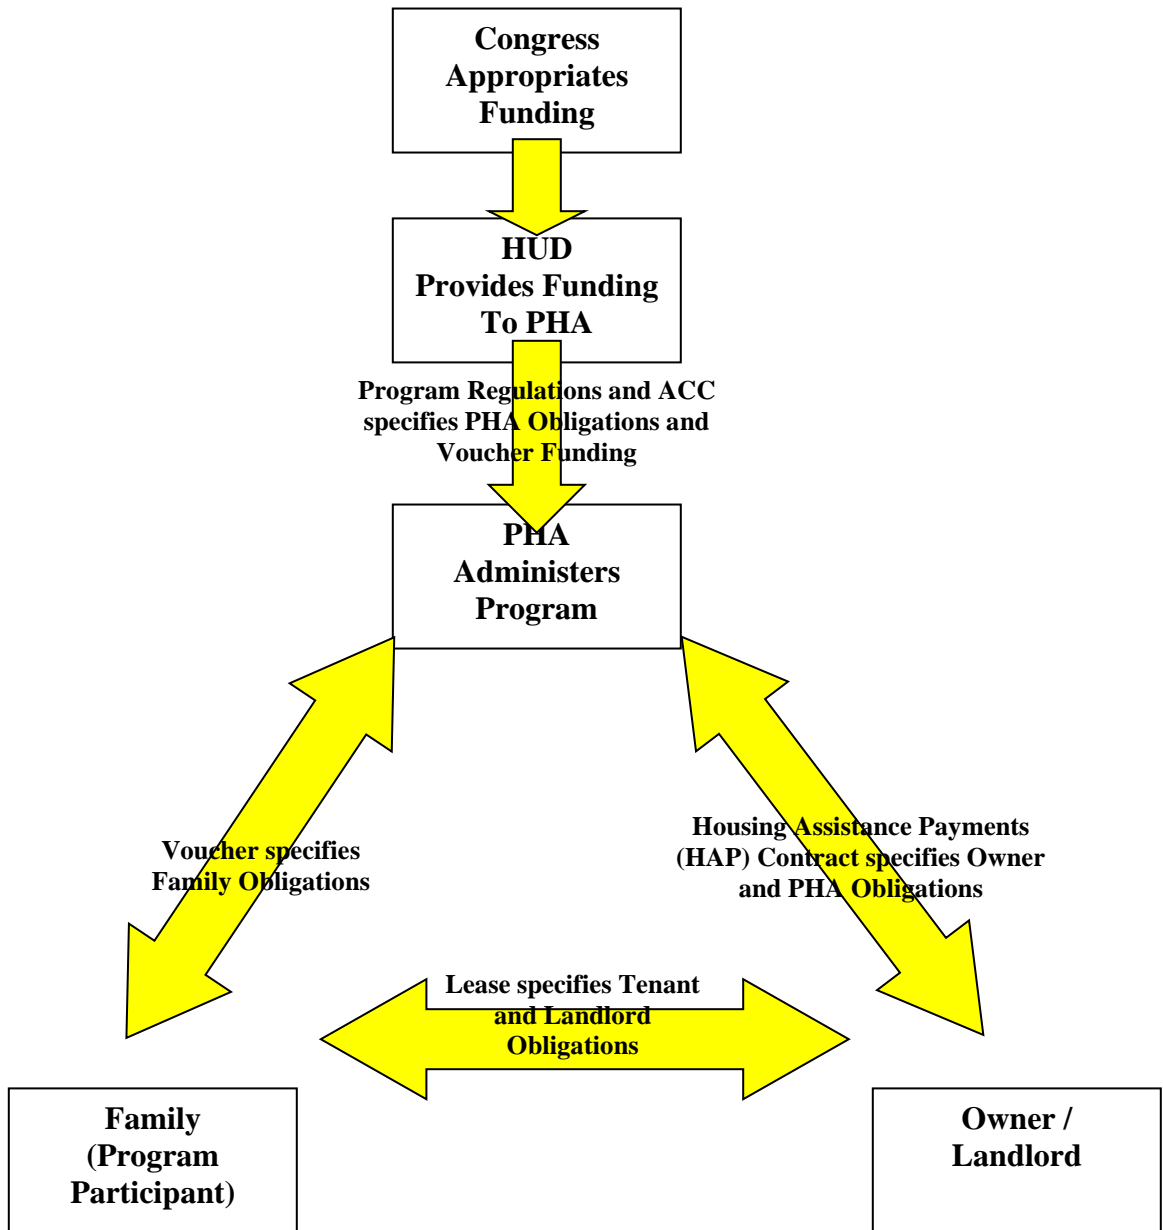 Congress
Appropriates
Funding
HUD
Provides Funding
To PHA
Program Regulations and ACC
specifies PHA Obligations and
Voucher Funding
PHA
Administers
Program
Voucher specifies
Family Obligations
Housing Assistance Payments
(HAP) Contract specifies Owner
and PHA Obligations
Lease specifies Tenant
and Landlord
Obligations
Family
(Program
Participant)
Owner /
Landlord